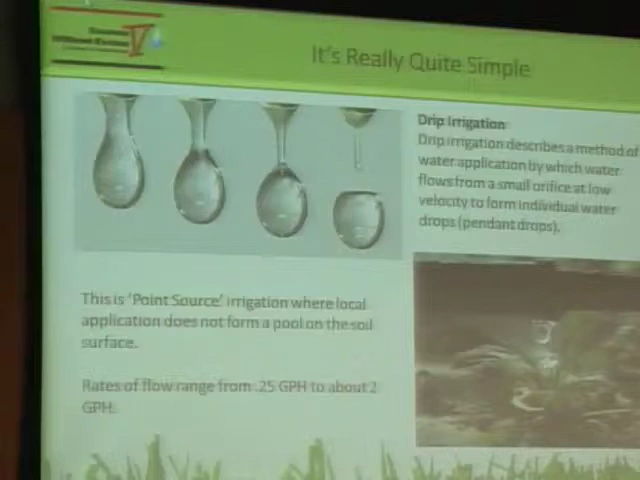 It's Really Quite Simple
Drip Irrigation
Drip irrigation describes a method of
water application by which water
flows from a small orifice at low
velocity to form individual water
drops (pendant drops).
This is 'Point Source' irrigation where local
application does not form a pool on the soil
surface.
Rates of flow range from .25 GPH to about 2
GPH.